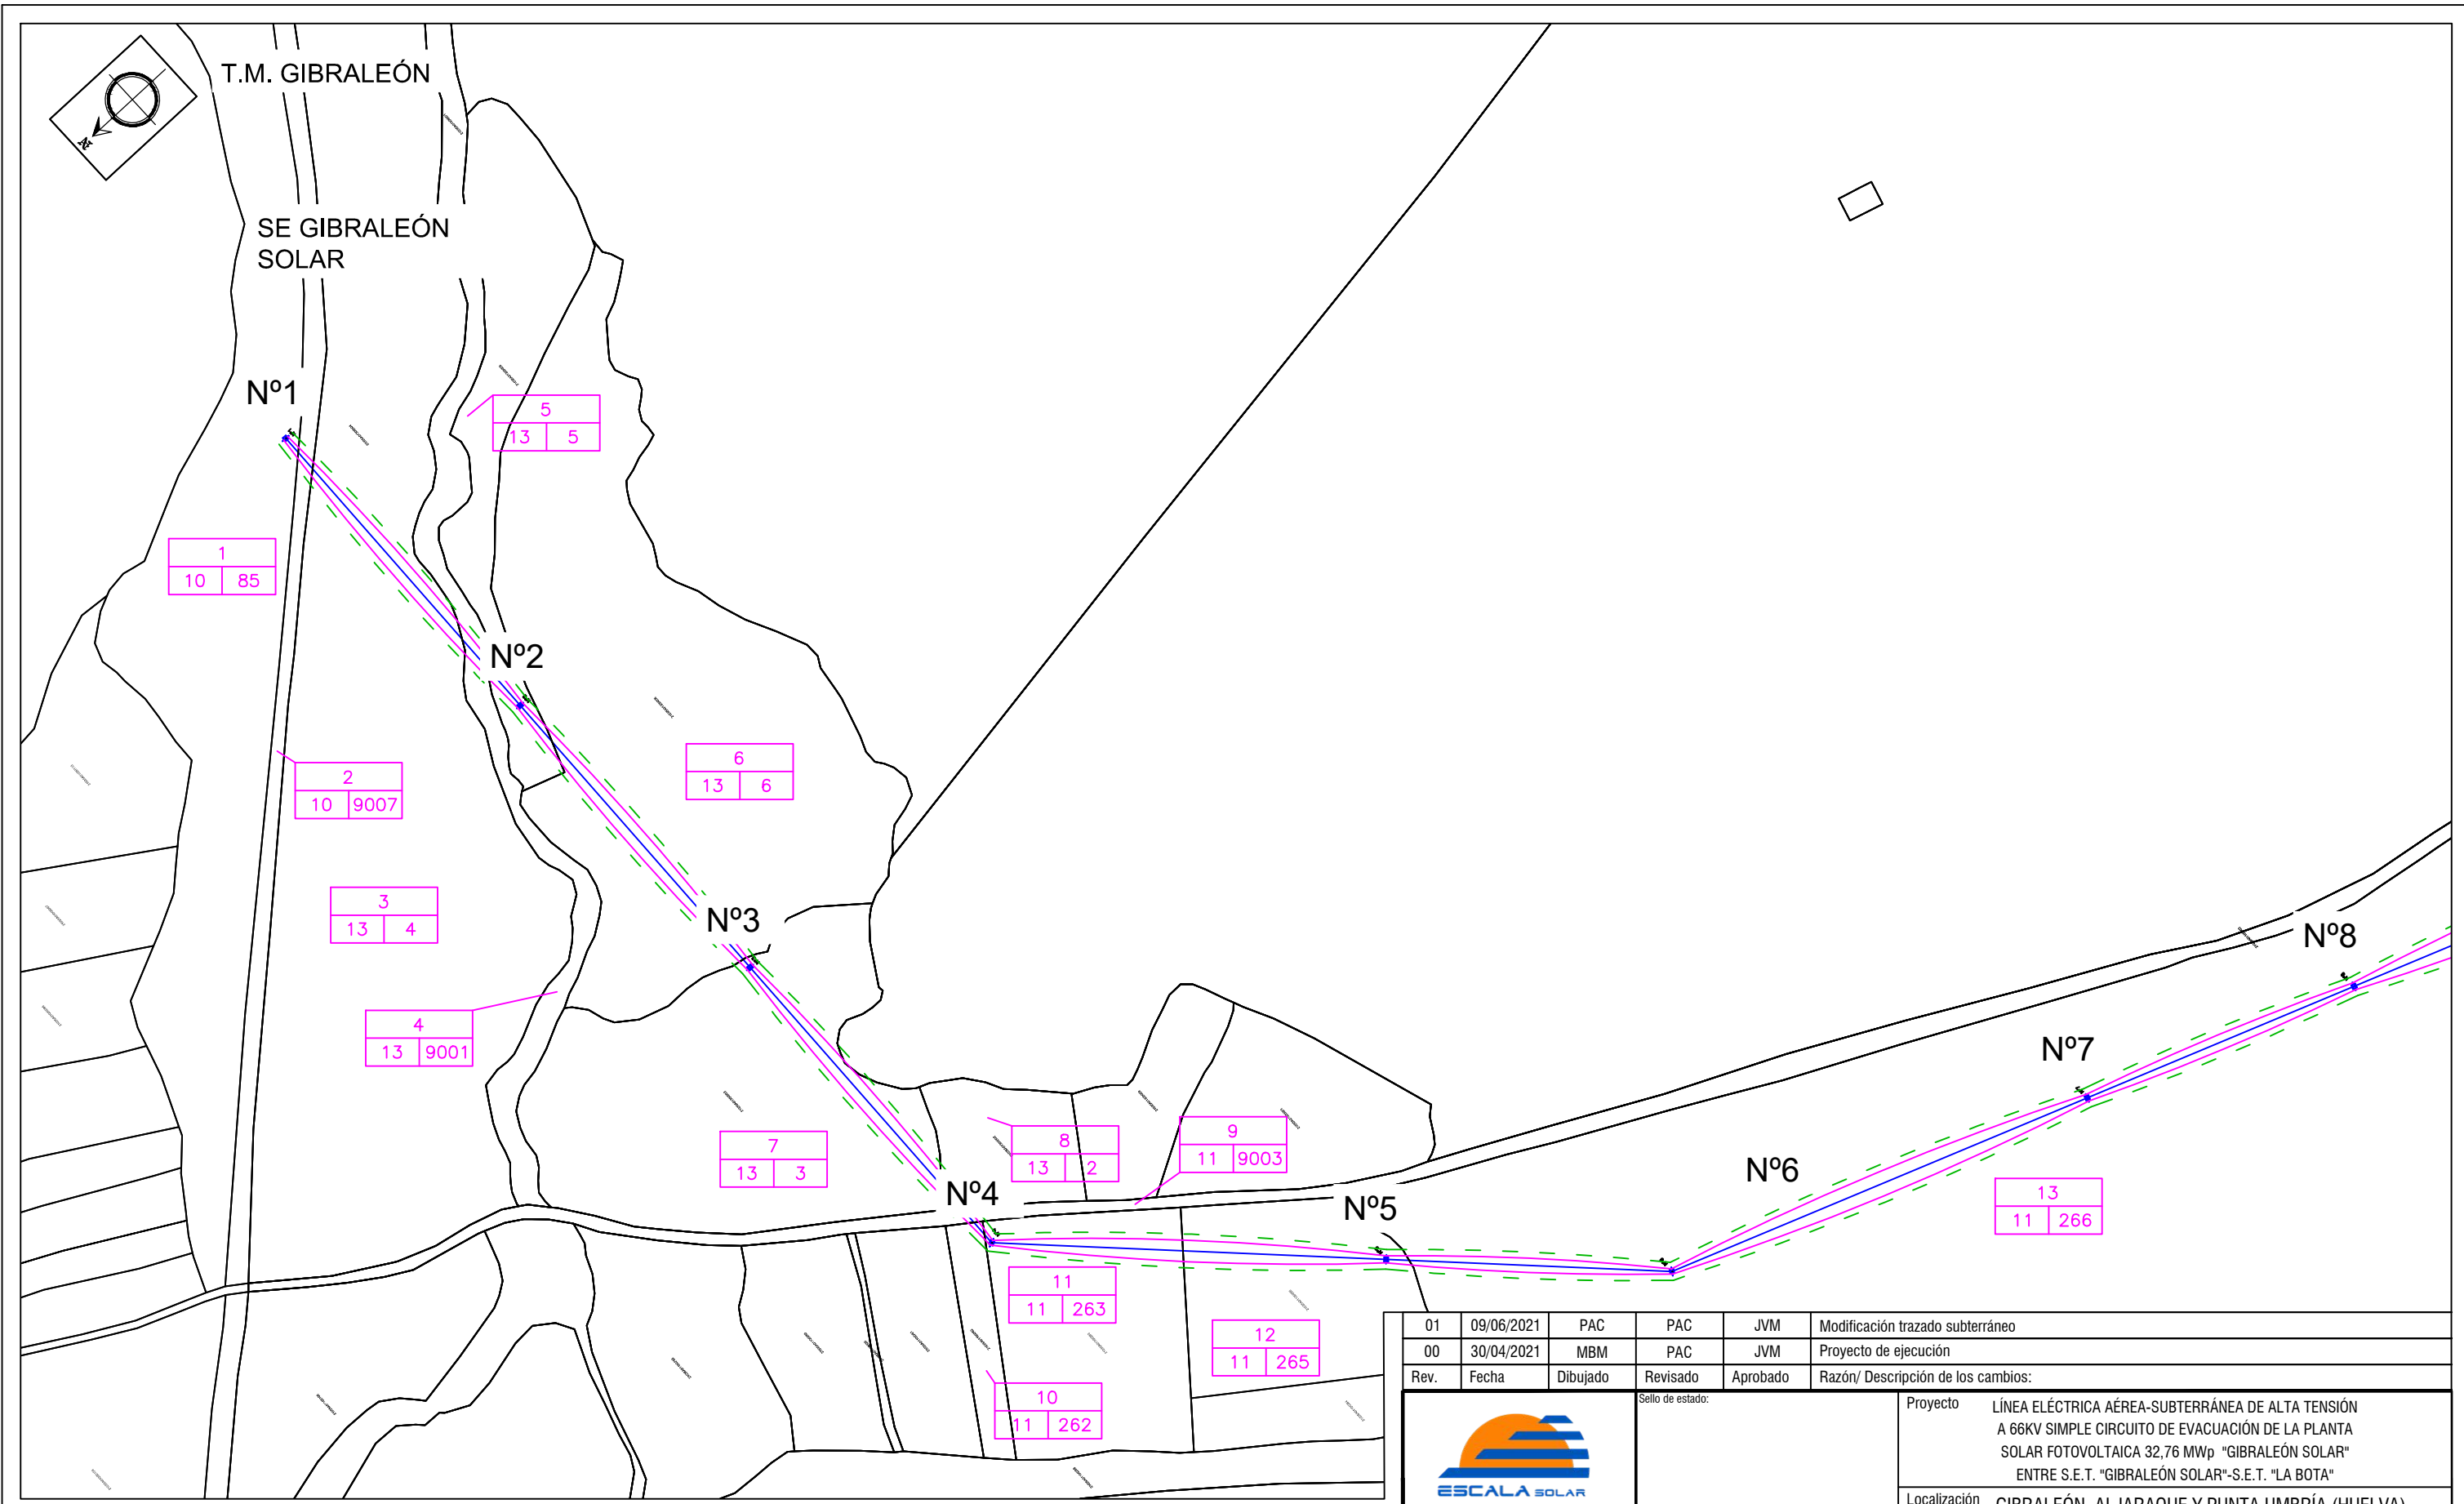 T.M. GIBRALEÓN
N
SE GIBRALEÓN
SOLAR
Nº1
5
13 5
1
10 85
Nº2
6
13 6
2
10 9007
3
13 4
Nº3
Nº8
4
13 9001
Nº7
7
13 3
8
13 2
9
11 9003
Nº4
Nº5
Nº6
13
11 266
11
11 263
12
11 265
10
11 262
01 09/06/2021 PAC PAC JVM Modificación trazado subterráneo
00 30/04/2021 MBM PAC JVM Proyecto de ejecución
Rev. Fecha Dibujado Revisado Aprobado Razón/ Descripción de los cambios:
ESCALA SOLAR
Sello de estado:
Proyecto LÍNEA ELÉCTRICA AÉREA-SUBTERRÁNEA DE ALTA TENSIÓN
A 66KV SIMPLE CIRCUITO DE EVACUACIÓN DE LA PLANTA
SOLAR FOTOVOLTAICA 32,76 MWp "GIBRALEÓN SOLAR"
ENTRE S.E.T. "GIBRALEÓN SOLAR"-S.E.T. "LA BOTA"
Localización GIBRALEÓN, ALJARAQUE Y PUNTA UMBRÍA (HUELVA)